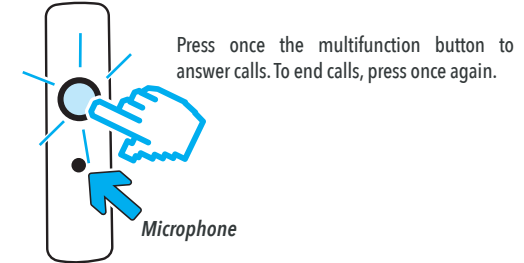 Press once the multifunction button to
answer calls. To end calls, press once again.
Microphone